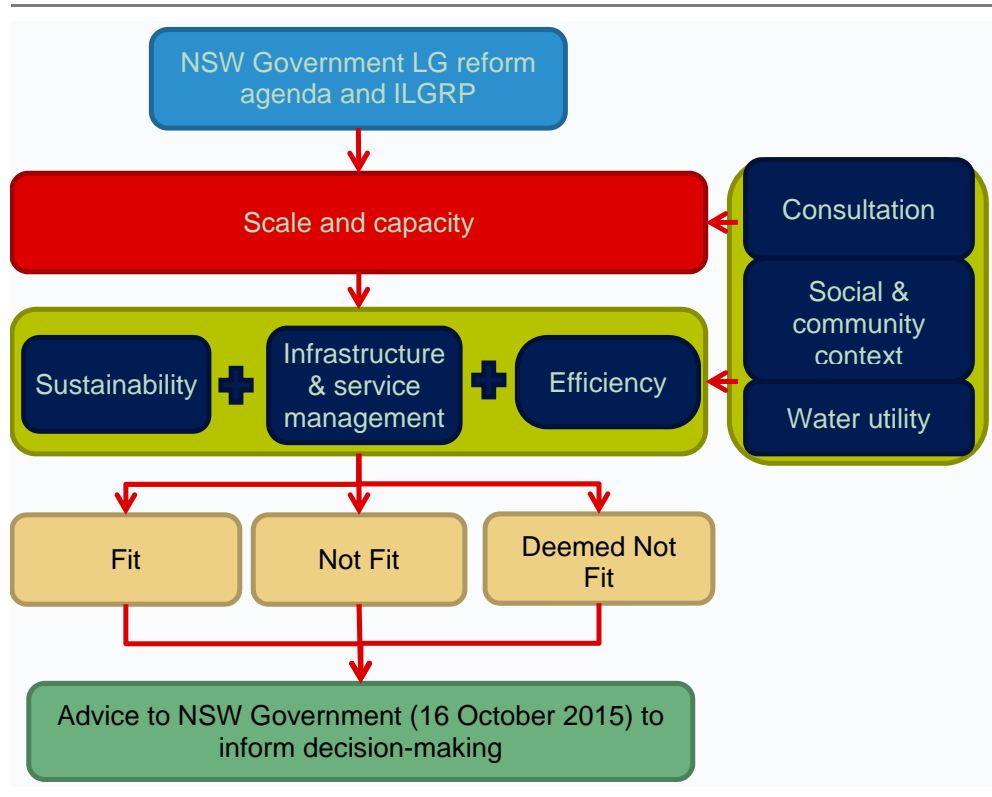 NSW Government LG reform
agenda and ILGRP
Scale and capacity
Consultation
Social &
community
context
Water utility
Sustainability
Infrastructure
& service
management
Efficiency
Fit
Not Fit
Deemed Not
Fit
Advice to NSW Government (16 October 2015) to
inform decision-making